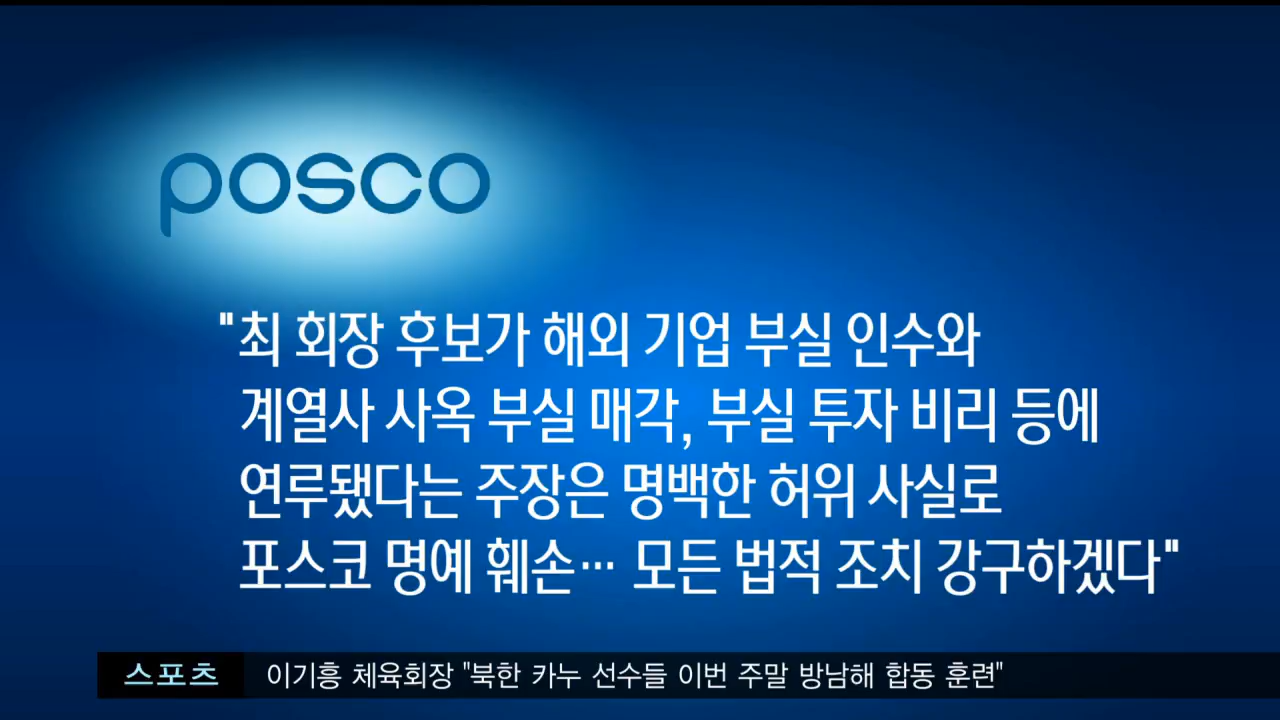 posco
"최 회장 후보가 해외 기업 부실 인수와
계열사 사옥 부실 매각, 부실 투자 비리 등에
연루됐다는 주장은 명백한 허위 사실로
포스코 명예 훼손… 모든 법적 조치 강구하겠다"
스포츠 이기흥 체육회장 "북한 카누 선수들 이번 주말 방남해 합동 훈련"